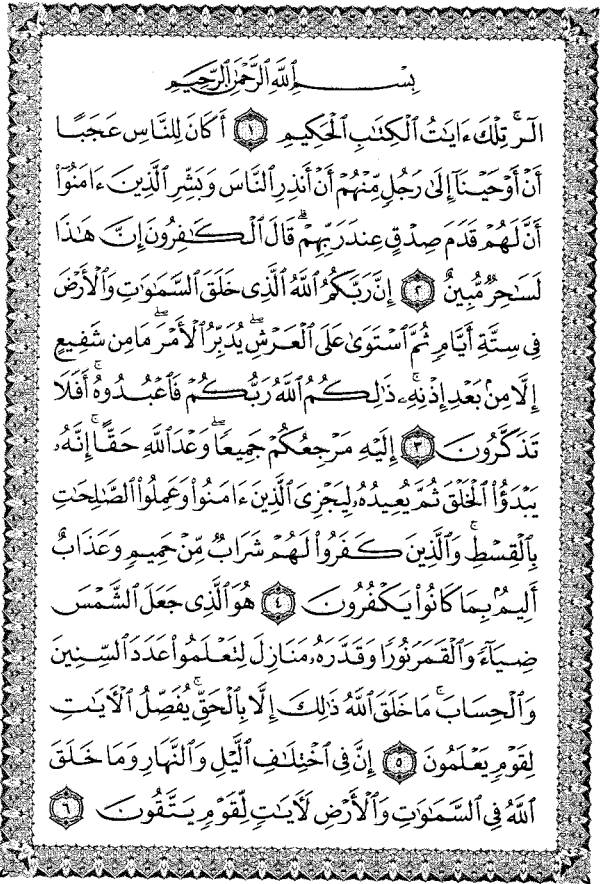 بِسْمِ ٱللَّهِ ٱلرَّحْمَٰنِ ٱلرَّحِيمِ
الٓر ۚ تِلْكَ ءَايَٰتُ ٱلْكِتَٰبِ ٱلْحَكِيمِ ١ أَكَانَ لِلنَّاسِ عَجَبًا
أَنْ أَوْحَيْنَآ إِلَىٰ رَجُلٍ مِّنْهُمْ أَنْ أَنذِرِ ٱلنَّاسَ وَبَشِّرِ ٱلَّذِينَ ءَامَنُوٓا۟
أَنَّ لَهُمْ قَدَمَ صِدْقٍ عِندَ رَبِّهِمْ ۗ قَالَ ٱلْكَٰفِرُونَ إِنَّ هَٰذَا
لَسَٰحِرٌ مُّبِينٌ ٢ إِنَّ رَبَّكُمُ ٱللَّهُ ٱلَّذِى خَلَقَ ٱلسَّمَٰوَٰتِ وَٱلْأَرْضَ
فِى سِتَّةِ أَيَّامٍ ثُمَّ ٱسْتَوَىٰ عَلَى ٱلْعَرْشِ ۖ يُدَبِّرُ ٱلْأَمْرَ ۖ مَا مِن شَفِيعٍ
إِلَّا مِنۢ بَعْدِ إِذْنِهِۦ ۚ ذَٰلِكُمُ ٱللَّهُ رَبُّكُمْ فَٱعْبُدُوهُ ۚ أَفَلَا
تَذَكَّرُونَ ٣ إِلَيْهِ مَرْجِعُكُمْ جَمِيعًا ۖ وَعْدَ ٱللَّهِ حَقًّا ۚ إِنَّهُۥ
يَبْدَؤُا۟ ٱلْخَلْقَ ثُمَّ يُعِيدُهُۥ لِيَجْزِىَ ٱلَّذِينَ ءَامَنُوا۟ وَعَمِلُوا۟ ٱلصَّٰلِحَٰتِ
بِٱلْقِسْطِ ۚ وَٱلَّذِينَ كَفَرُوا۟ لَهُمْ شَرَابٌ مِّنْ حَمِيمٍ وَعَذَابٌ
أَلِيمٌۢ بِمَا كَانُوا۟ يَكْفُرُونَ ٤ هُوَ ٱلَّذِى جَعَلَ ٱلشَّمْسَ
ضِيَآءً وَٱلْقَمَرَ نُورًا وَقَدَّرَهُۥ مَنَازِلَ لِتَعْلَمُوا۟ عَدَدَ ٱلسِّنِينَ
وَٱلْحِسَابَ ۚ مَا خَلَقَ ٱللَّهُ ذَٰلِكَ إِلَّا بِٱلْحَقِّ ۚ يُفَصِّلُ ٱلْءَايَٰتِ
لِقَوْمٍ يَعْلَمُونَ ٥ إِنَّ فِى ٱخْتِلَٰفِ ٱلَّيْلِ وَٱلنَّهَارِ وَمَا خَلَقَ
ٱللَّهُ فِى ٱلسَّمَٰوَٰتِ وَٱلْأَرْضِ لَءَايَٰتٍ لِّقَوْمٍ يَتَّقُونَ ٦